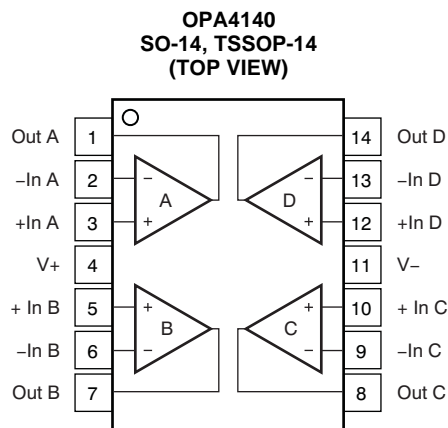 OPA4140
SO-14, TSSOP-14
(TOP VIEW)
Out A 1 14 Out D
−In A 2 − − 13 −In D
A D
+In A 3 + + 12 +In D
V+ 4 11 V−
+ In B 5 + + 10 + In C
B C
−In B 6 − − 9 −In C
Out B 7 8 Out C